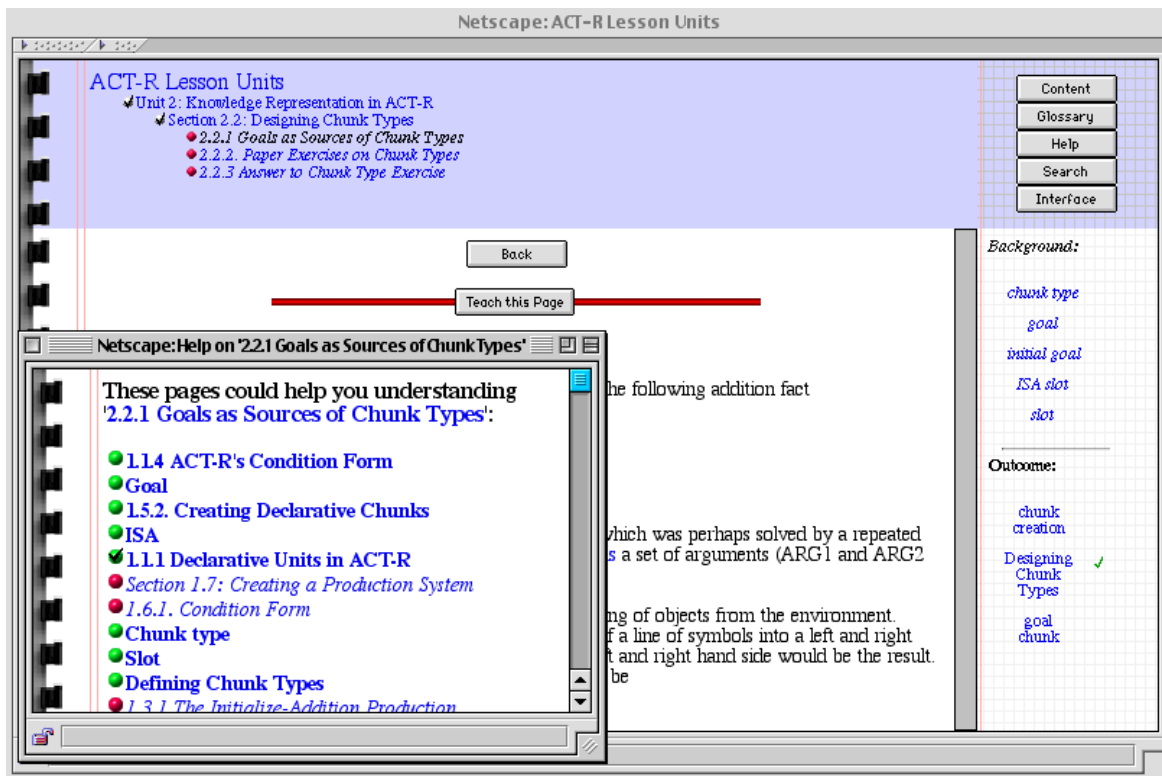 Netscape: ACT-R Lesson Units
ACT-R Lesson Units
Unit 2: Knowledge Representation in ACT-R
Section 2.2: Designing Chunk Types
2.2.1 Goals as Sources of Chunk Types
2.2.2. Paper Exercises on Chunk Types
2.2.3 Answer to Chunk Type Exercise
Content
Glossary
Help
Search
Interface
Back
Teach this Page
Background:
chunk type
goal
initial goal
ISA slot
slot
Outcome:
chunk
creation
Designing
Chunk
Types
goal
chunk
Netscape: Help on '2.2.1 Goals as Sources of Chunk Types'
These pages could help you understanding
'2.2.1 Goals as Sources of Chunk Types':
1.1.4 ACT-R's Condition Form
Goal
1.5.2. Creating Declarative Chunks
ISA
1.1.1 Declarative Units in ACT-R
Section 1.7: Creating a Production System
1.6.1. Condition Form
Chunk type
Slot
Defining Chunk Types
1.3.1 The Initialize-Addition Production
he following addition fact
which was perhaps solved by a repeated
s a set of arguments (ARG1 and ARG2
ng of objects from the environment.
f a line of symbols into a left and right
t and right hand side would be the result.
be